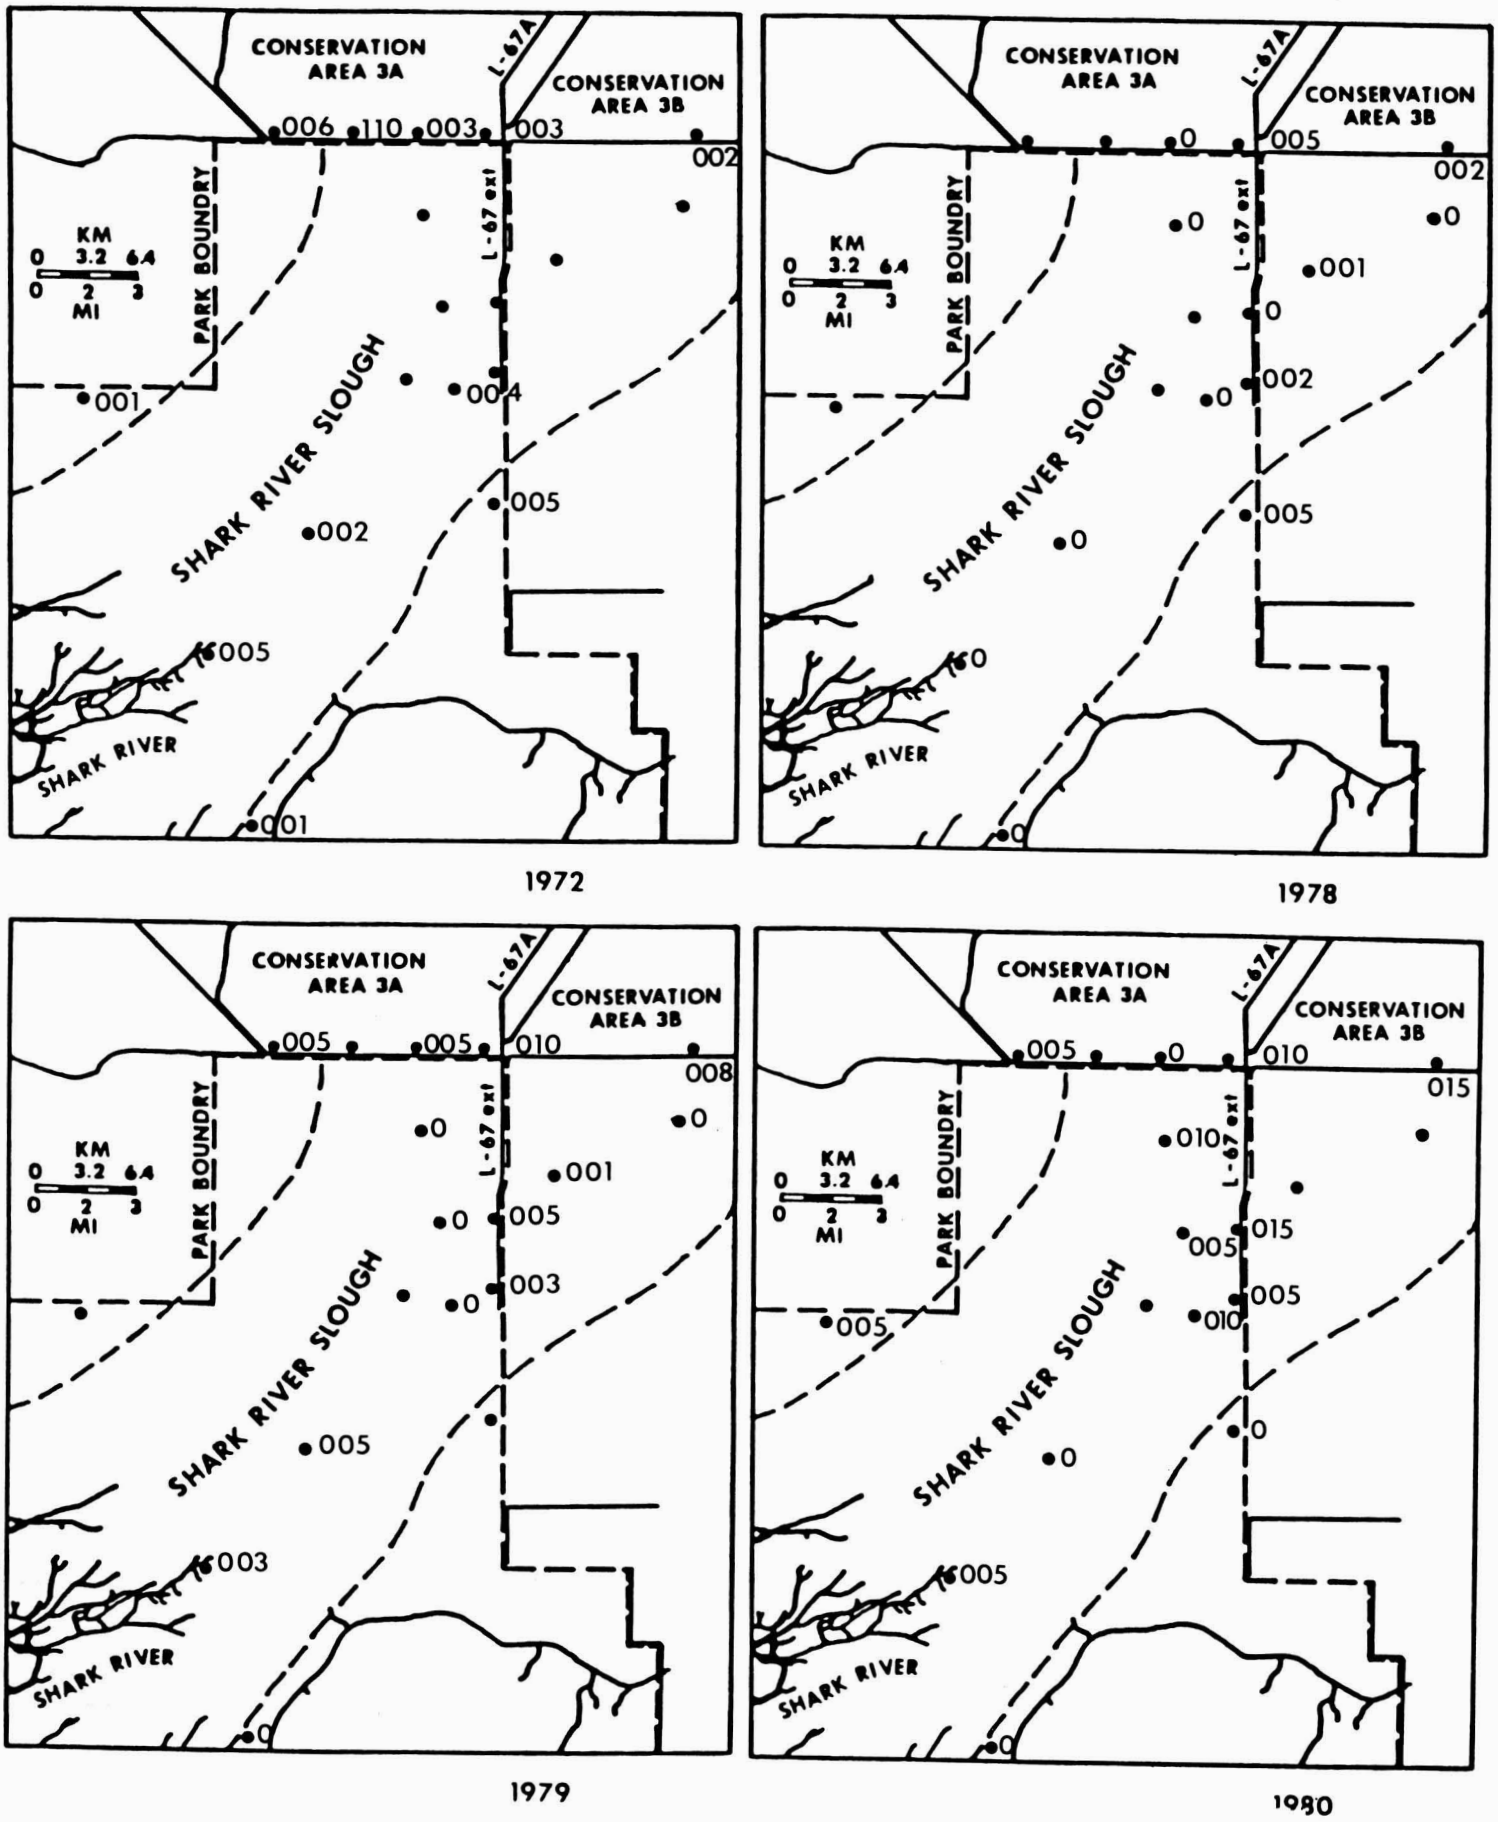 CONSERVATION
AREA 3A
L-67A
CONSERVATION
AREA 3B
006
110
003
003
002
PARK BOUNDRY
L-67 ext
KM
0 3.2 6.4
0 2 3
MI
001
004
SHARK RIVER SLOUGH
005
002
005
SHARK RIVER
001
1972
CONSERVATION
AREA 3A
L-67A
CONSERVATION
AREA 3B
0
005
002
PARK BOUNDRY
L-67 ext
0
0
001
KM
0 3.2 6.4
0 2 3
MI
0
002
0
SHARK RIVER SLOUGH
005
0
0
SHARK RIVER
0
1978
CONSERVATION
AREA 3A
L-67A
CONSERVATION
AREA 3B
005
005
010
008
PARK BOUNDRY
L-67 ext
0
0
001
KM
0 3.2 6.4
0 2 3
MI
0
005
003
0
SHARK RIVER SLOUGH
005
003
SHARK RIVER
0
1979
CONSERVATION
AREA 3A
L-67A
CONSERVATION
AREA 3B
005
0
010
015
PARK BOUNDRY
L-67 ext
010
KM
0 3.2 6.4
0 2 3
MI
015
005
005
010
005
SHARK RIVER SLOUGH
0
0
005
SHARK RIVER
0
1980